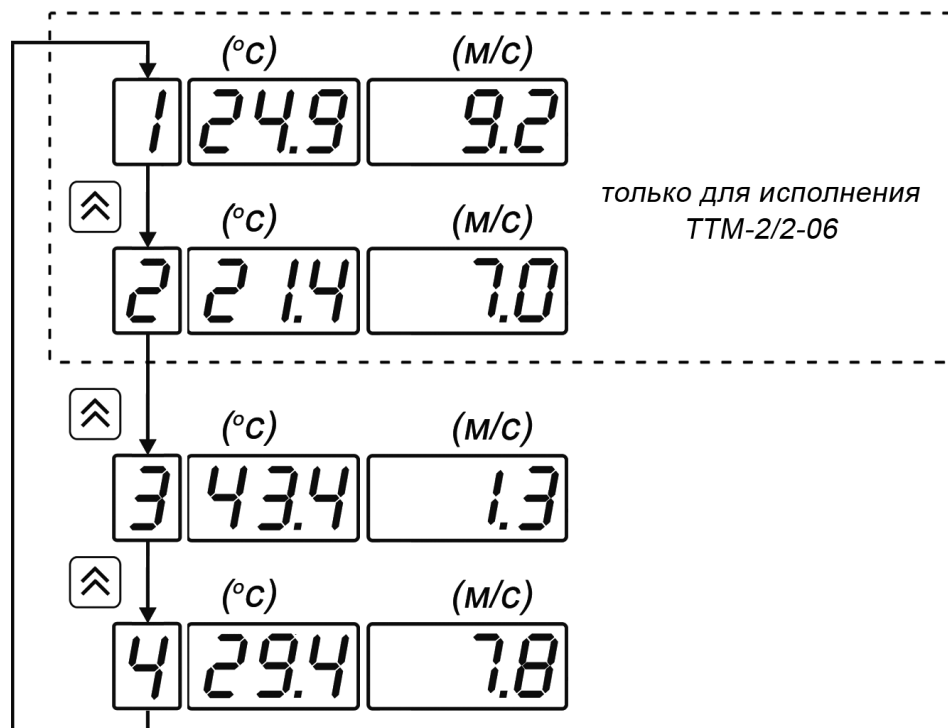 (°с) (м/с)
1 24.9 9.2
(°с) (м/с)
только для исполнения
ТТМ-2/2-06
2 21.4 7.0
(°с) (м/с)
3 43.4 1.3
(°с) (м/с)
4 29.4 7.8